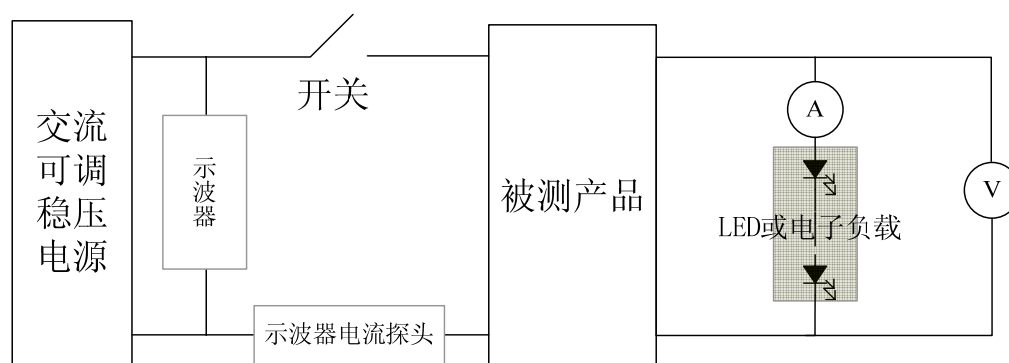 交流
可调
稳压
电源
示
波
器
开关
示波器电流探头
被测产品
A
LED或电子负载
V